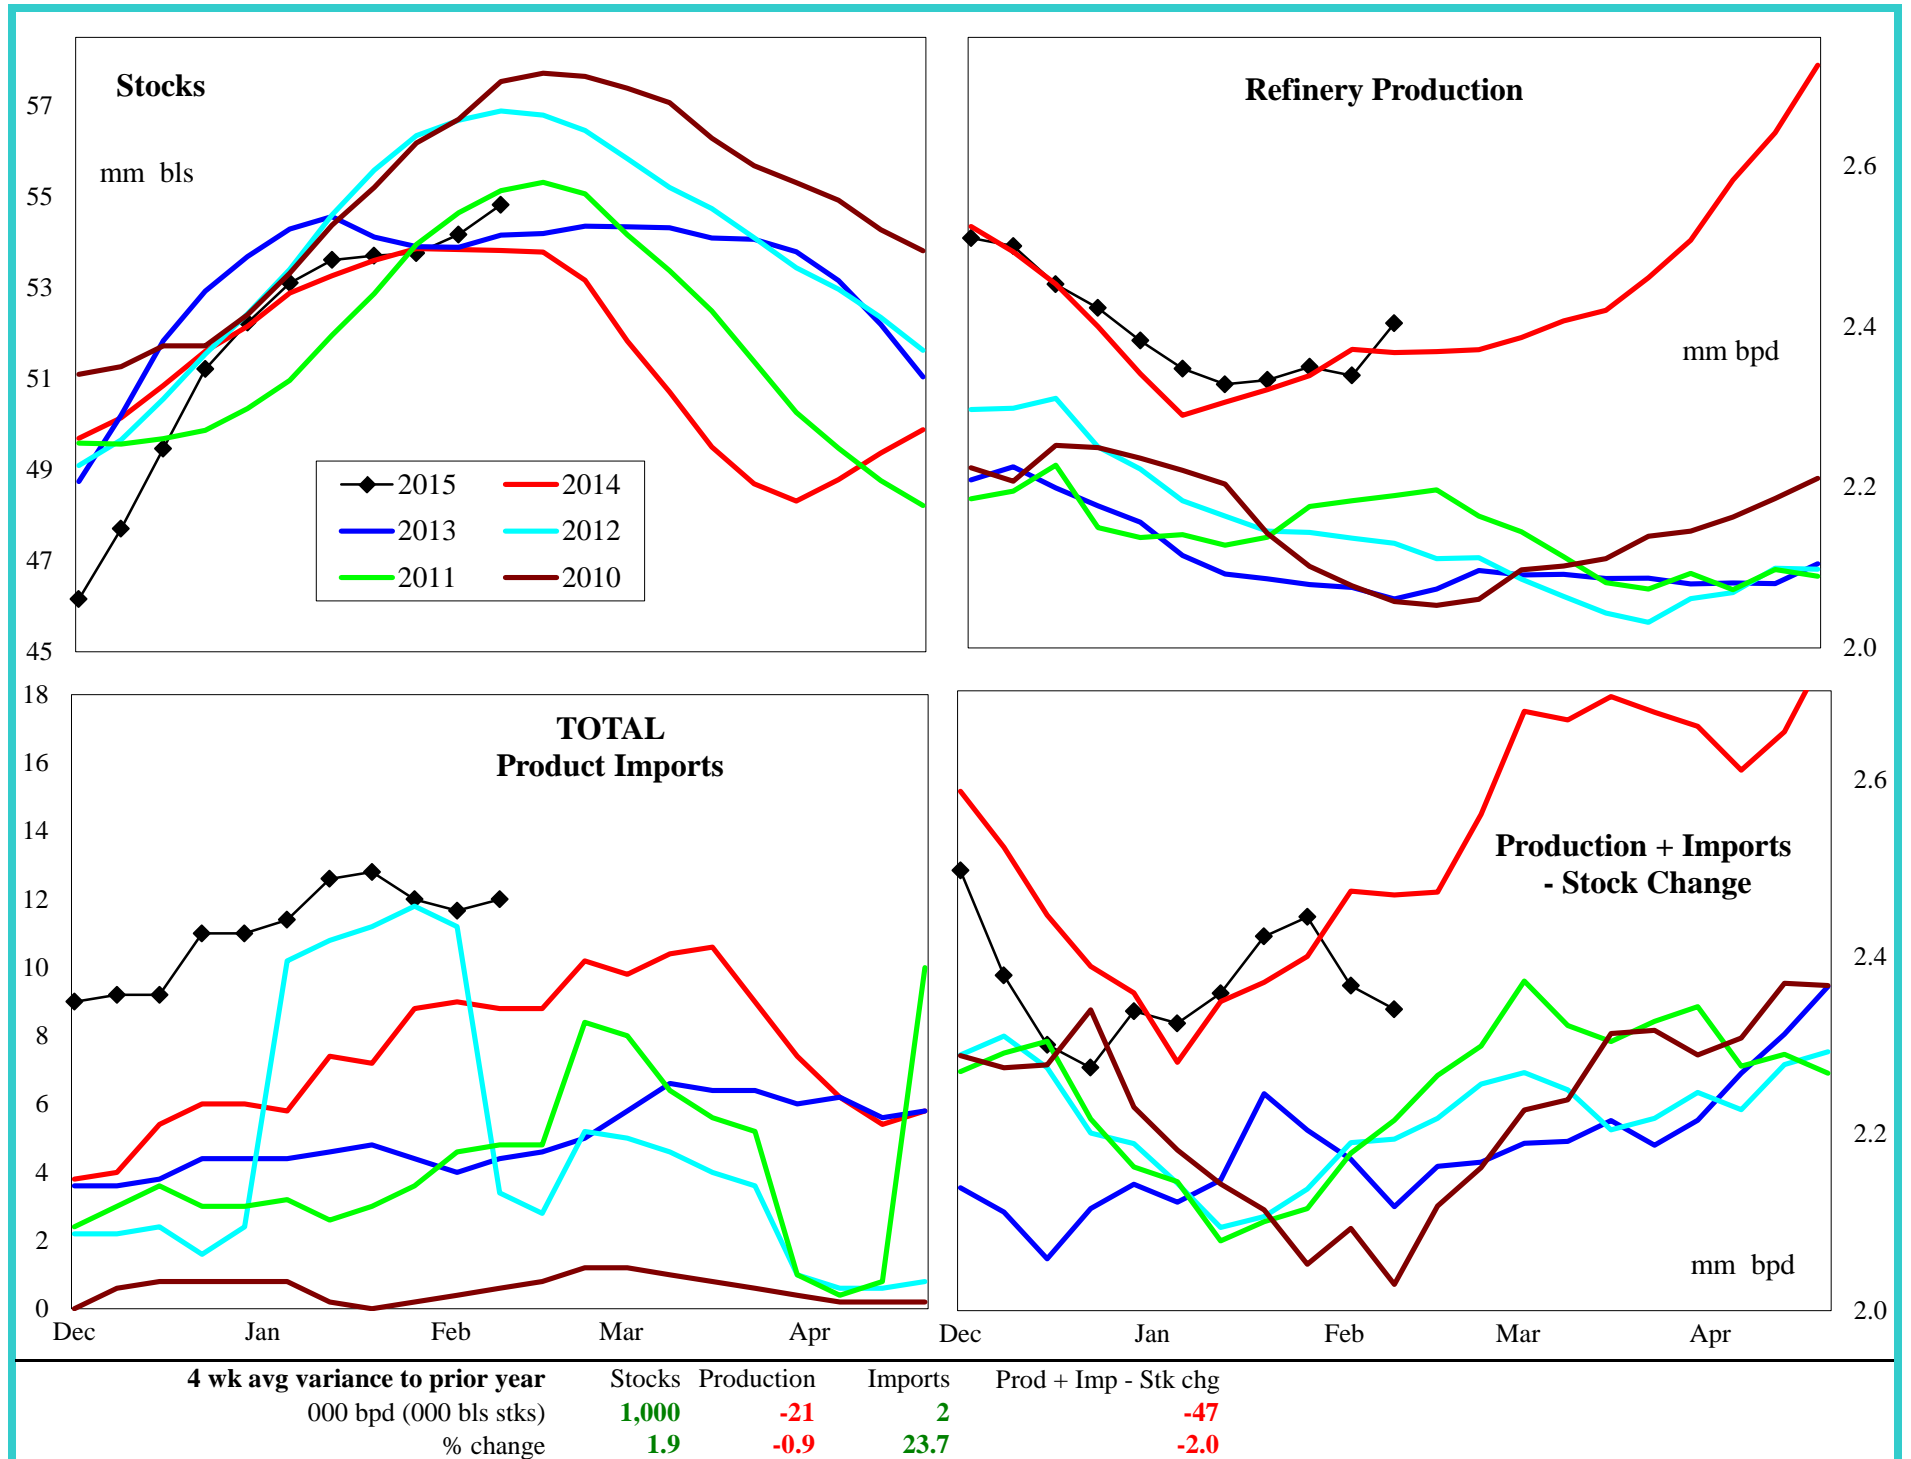 Stocks
mm bls
57
55
53
51
49
47
45
2015
2014
2013
2012
2011
2010
Refinery Production
mm bpd
2.6
2.4
2.2
2.0
TOTAL
Product Imports
18
16
14
12
10
8
6
4
2
0
Dec Jan Feb Mar Apr
Production + Imports
- Stock Change
mm bpd
2.6
2.4
2.2
2.0
Dec Jan Feb Mar Apr
4 wk avg variance to prior year Stocks Production Imports Prod + Imp - Stk chg
000 bpd (000 bls stks) 1,000 -21 2 -47
% change 1.9 -0.9 23.7 -2.0